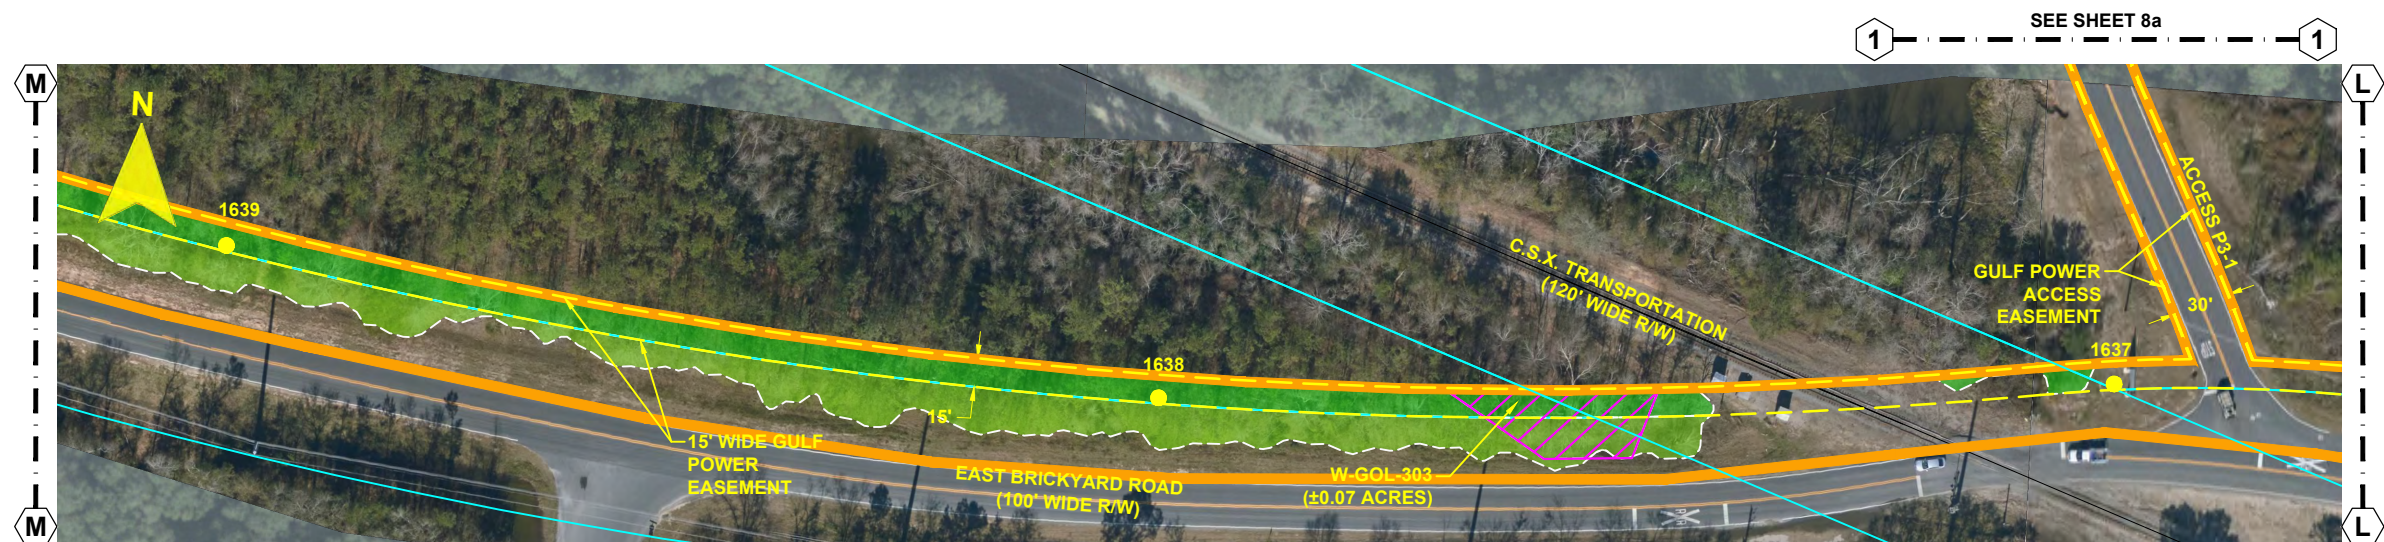 SEE SHEET 8a
1
1
M
L
N
1639
ACCESS P3-1
C.S.X. TRANSPORTATION
(120' WIDE R/W)
GULF POWER
ACCESS
EASEMENT
30'
1637
1638
15'
15' WIDE GULF
POWER
EASEMENT
EAST BRICKYARD ROAD
(100' WIDE R/W)
W-GOL-303
(±0.07 ACRES)
STOP
R R
M
L